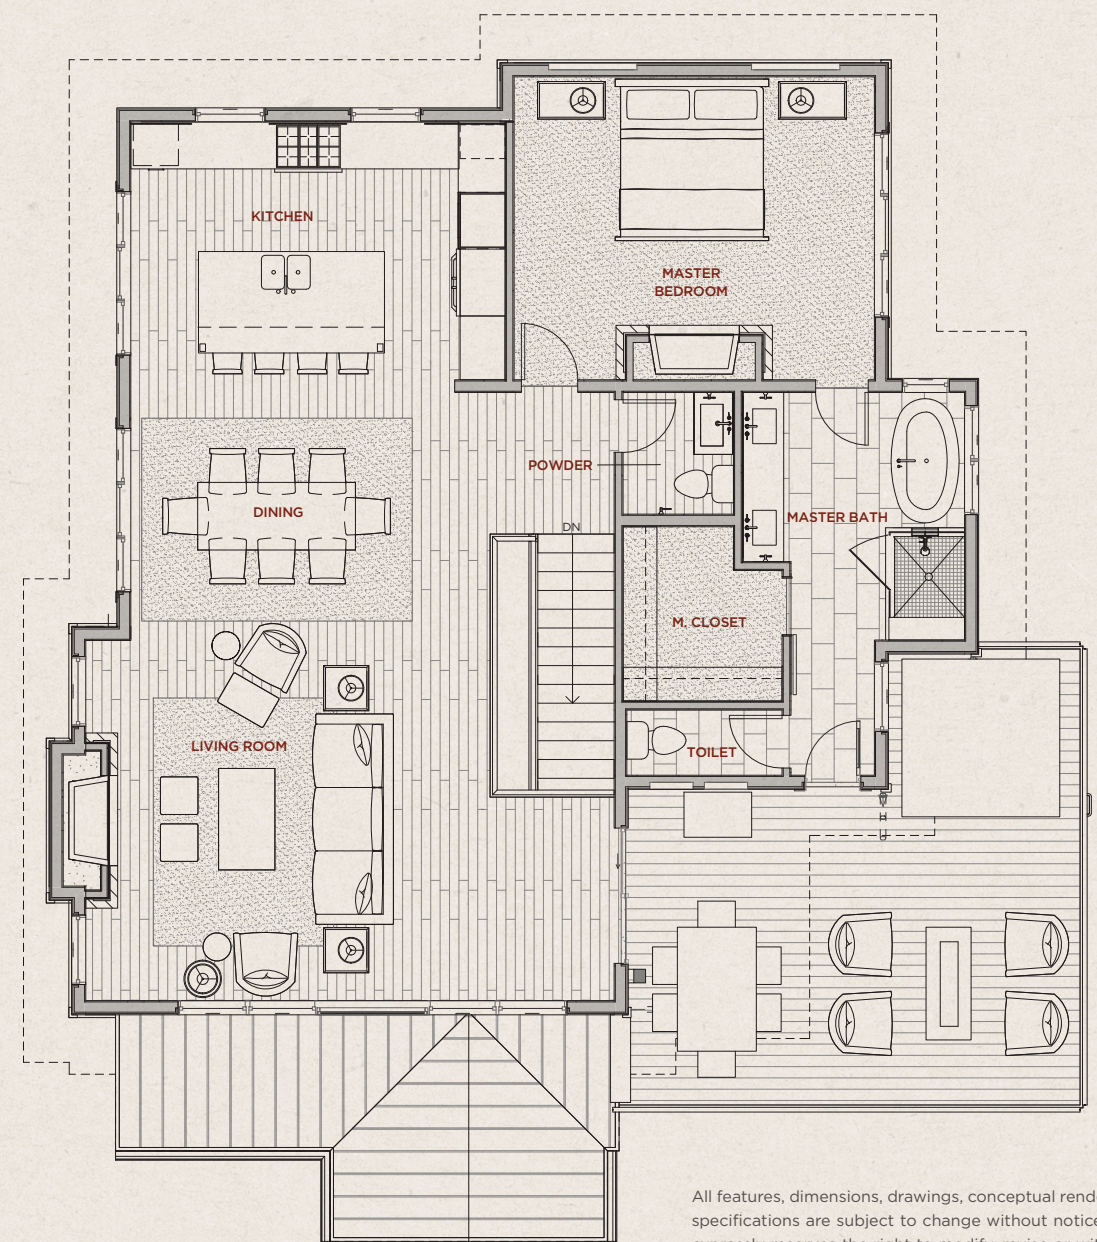 KITCHEN
MASTER
BEDROOM
POWDER
DINING
MASTER BATH
DN
M. CLOSET
LIVING ROOM
TOILET
All features, dimensions, drawings, conceptual
specifications are subject to change without notice